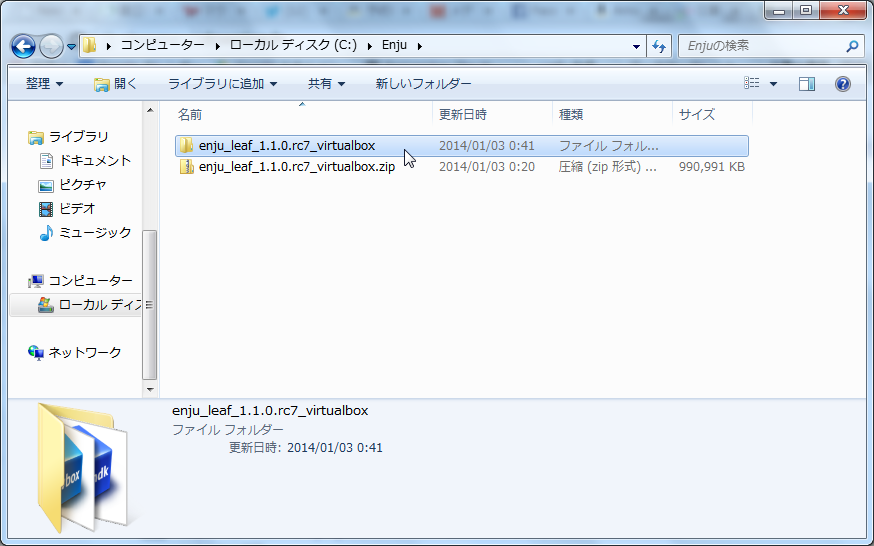 コンピューター ▸ ローカル ディスク (C:) ▸ Enju ▸
Enjuの検索
整理 開く ライブラリに追加 共有 新しいフォルダー
名前 更新日時 種類 サイズ
ライブラリ
ドキュメント
ピクチャ
ビデオ
ミュージック
コンピューター
ローカル ディス
ネットワーク
enju_leaf_1.1.0.rc7_virtualbox 2014/01/03 0:41 ファイル フォル...
enju_leaf_1.1.0.rc7_virtualbox.zip 2014/01/03 0:20 圧縮 (zip 形式) ... 990,991 KB
enju_leaf_1.1.0.rc7_virtualbox
ファイル フォルダー
更新日時: 2014/01/03 0:41
box
dk